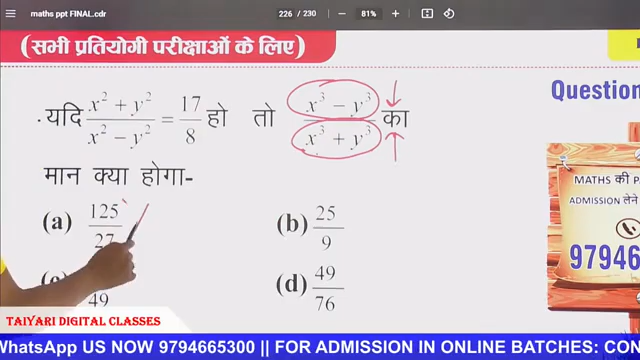 maths ppt FINAL.cdr 226 / 230 81%
(सभी प्रतियोगी परीक्षाओं के लिए)
Question
यदि (x² + y²)/(x² − y²) = 17/8 हो तो (x³ − y³)/(x³ + y³) का
मान क्या होगा-
MATHS की
ADMISSION लेने
(a) 125/27 (b) 25/9
979466
49 (d) 49/76
TAIYARI DIGITAL CLASSES
WhatsApp US NOW 9794665300 || FOR ADMISSION IN ONLINE BATCHES: CON